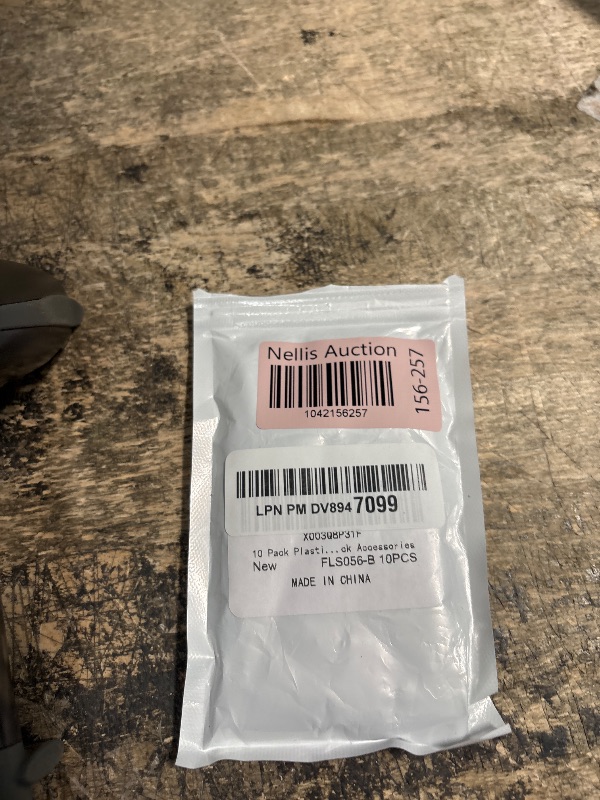 Nellis Auction
1042156257
156-257
LPN PM DV8947099
X003Q8P31F
10 Pack Plasti...ck Accessories
New FLS056-B 10PCS
MADE IN CHINA